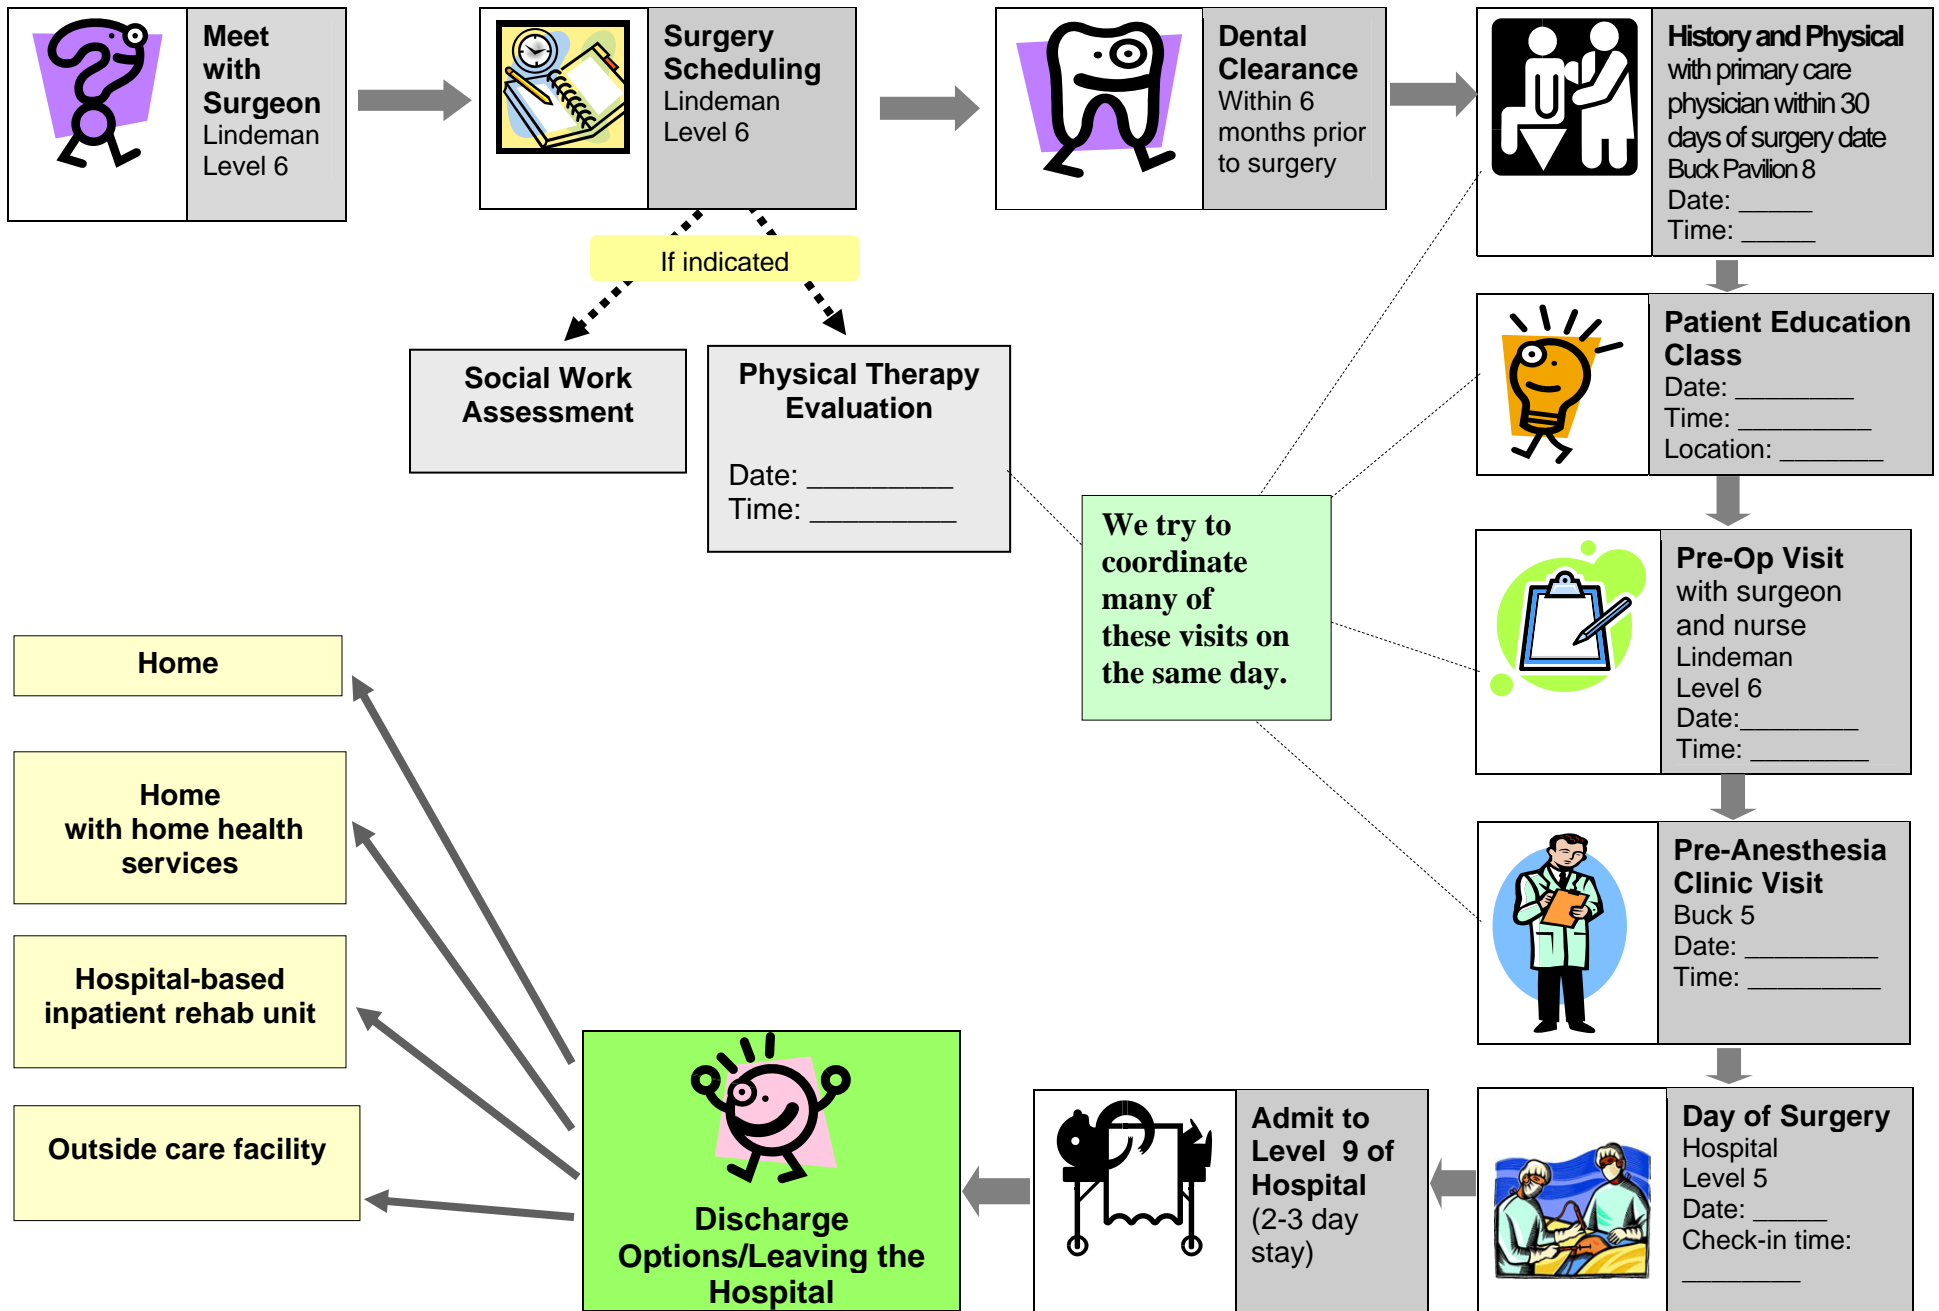 Meet
with
Surgeon
Lindeman
Level 6
Surgery
Scheduling
Lindeman
Level 6
Dental
Clearance
Within 6
months prior
to surgery
History and Physical
with primary care
physician within 30
days of surgery date
Buck Pavilion 8
Date: _____
Time: _____
If indicated
Social Work
Assessment
Physical Therapy
Evaluation
Date: _________
Time: _________
Patient Education
Class
Date: ________
Time: _________
Location: _______
We try to
coordinate
many of
these visits on
the same day.
Pre-Op Visit
with surgeon
and nurse
Lindeman
Level 6
Date:________
Time: ________
Pre-Anesthesia
Clinic Visit
Buck 5
Date: _________
Time: _________
Day of Surgery
Hospital
Level 5
Date: _____
Check-in time:
________
Admit to
Level 9 of
Hospital
(2-3 day
stay)
Discharge
Options/Leaving the
Hospital
Home
Home
with home health
services
Hospital-based
inpatient rehab unit
Outside care facility